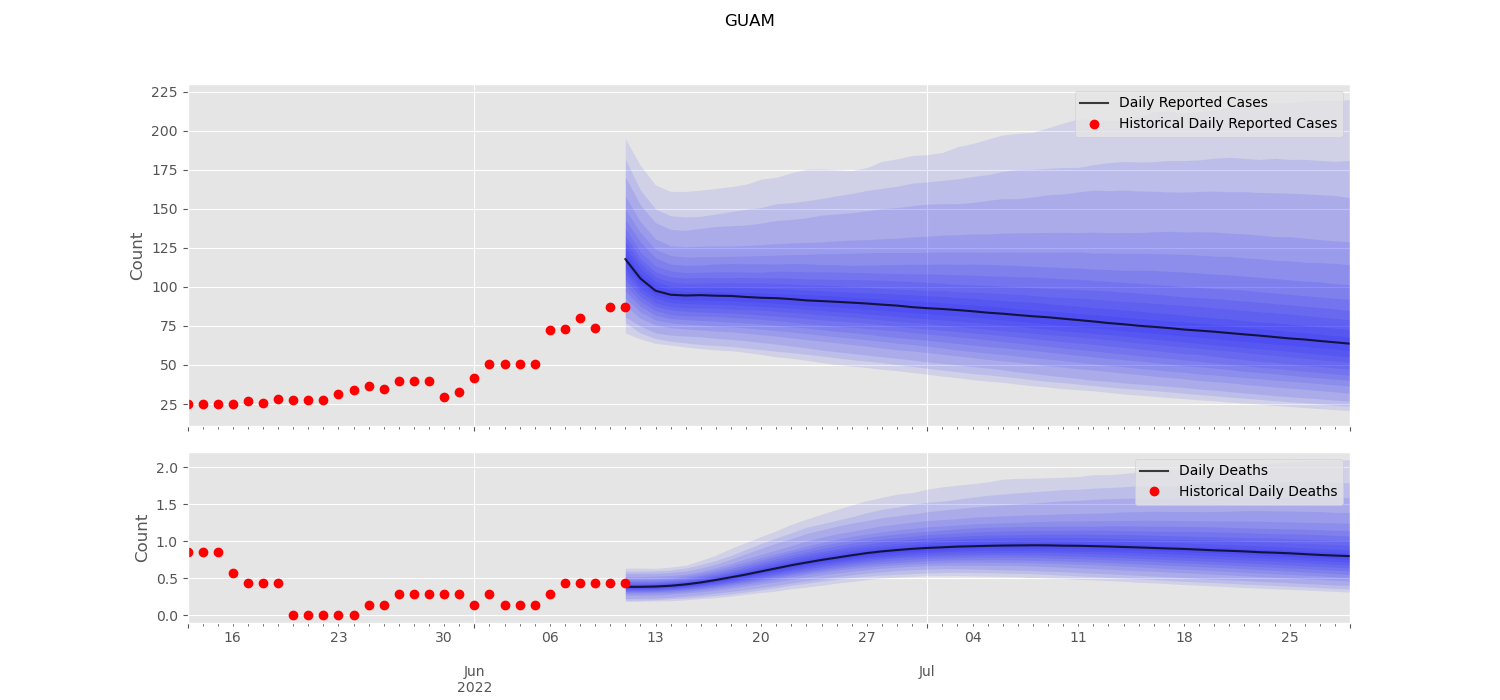 GUAM
225
200
175
150
125
100
75
50
25
Count
Daily Reported Cases
Historical Daily Reported Cases
2.0
1.5
1.0
0.5
0.0
Count
Daily Deaths
Historical Daily Deaths
16 23 30 06 13 20 27 04 11 18 25
Jun Jul
2022